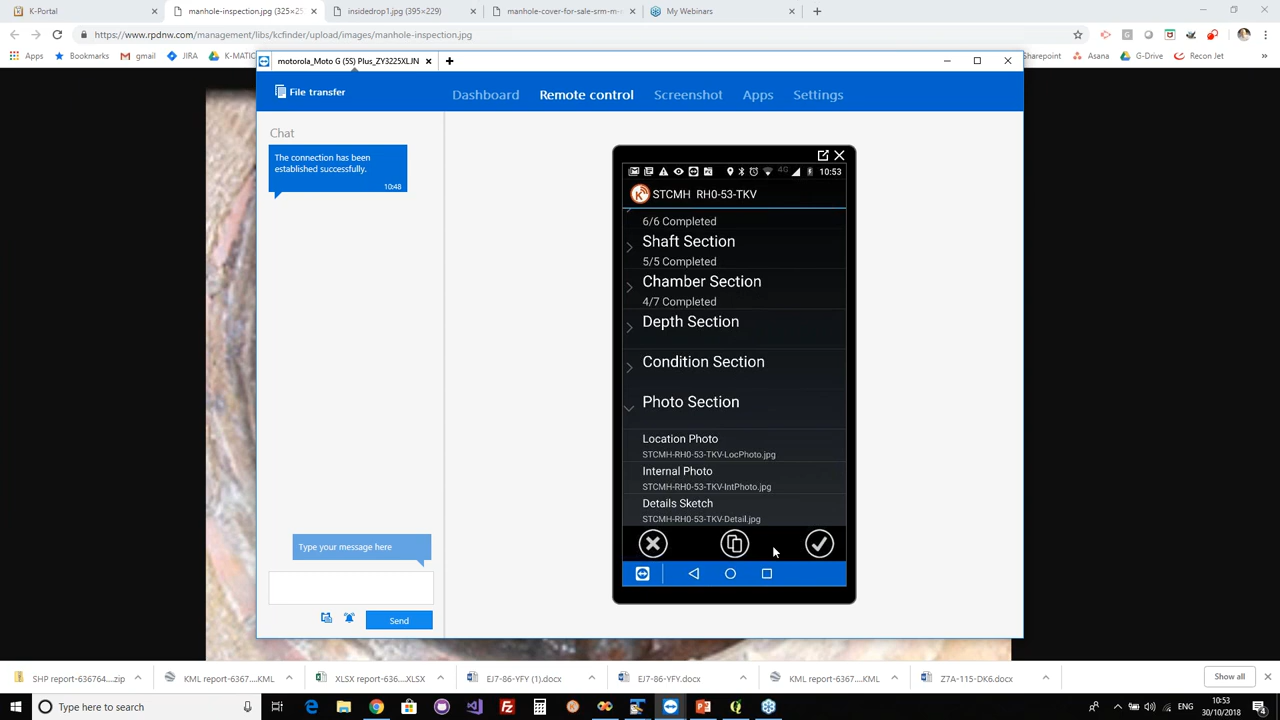 K-Portal
manhole-inspection.jpg (325×25
insidedrop1.jpg (395×229)
manhole-cover-for-sale-srm-m
My Webinars
https://www.rpdnw.com/management/libs/kcfinder/upload/images/manhole-inspection.jpg
Apps
Bookmarks
gmail
JIRA
K-MATIC
Sharepoint
Asana
G-Drive
Recon Jet
motorola_Moto G (5S) Plus_ZY3225XLJN
File transfer
Dashboard
Remote control
Screenshot
Apps
Settings
Chat
The connection has been
established successfully.
10:48
Type your message here
Send
4G
10:53
STCMH RH0-53-TKV
6/6 Completed
Shaft Section
5/5 Completed
Chamber Section
4/7 Completed
Depth Section
Condition Section
Photo Section
Location Photo
STCMH-RH0-53-TKV-LocPhoto.jpg
Internal Photo
STCMH-RH0-53-TKV-IntPhoto.jpg
Details Sketch
STCMH-RH0-53-TKV-Detail.jpg
SHP report-636764....zip
KML report-6367....KML
XLSX report-636....XLSX
EJ7-86-YFY (1).docx
EJ7-86-YFY.docx
KML report-6367....KML
Z7A-115-DK6.docx
Show all
Type here to search
ENG
10:53
30/10/2018